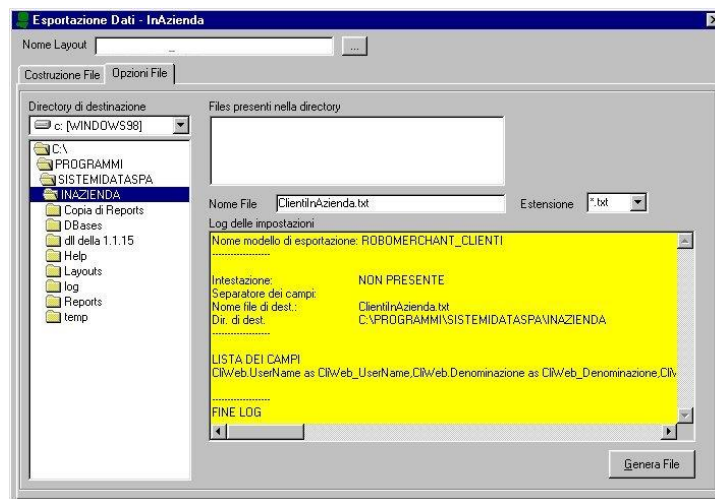 Esportazione Dati - InAzienda
Nome Layout _ ...
Costruzione File Opzioni File
Directory di destinazione
c: [WINDOWS98]
C:\
PROGRAMMI
SISTEMIDATASPA
INAZIENDA
Copia di Reports
DBases
dll della 1.1.15
Help
Layouts
log
Reports
temp
Files presenti nella directory
Nome File ClientiInAzienda.txt Estensione *.txt
Log delle impostazioni
Nome modello di esportazione: ROBOMERCHANT_CLIENTI
------------------
Intestazione: NON PRESENTE
Separatore dei campi:
Nome file di dest.: ClientiInAzienda.txt
Dir. di dest. C:\PROGRAMMI\SISTEMIDATASPA\INAZIENDA
------------------
LISTA DEI CAMPI
CliWeb.UserName as CliWeb_UserName,CliWeb.Denominazione as CliWeb_Denominazione,CliW
------------------
FINE LOG
Genera File